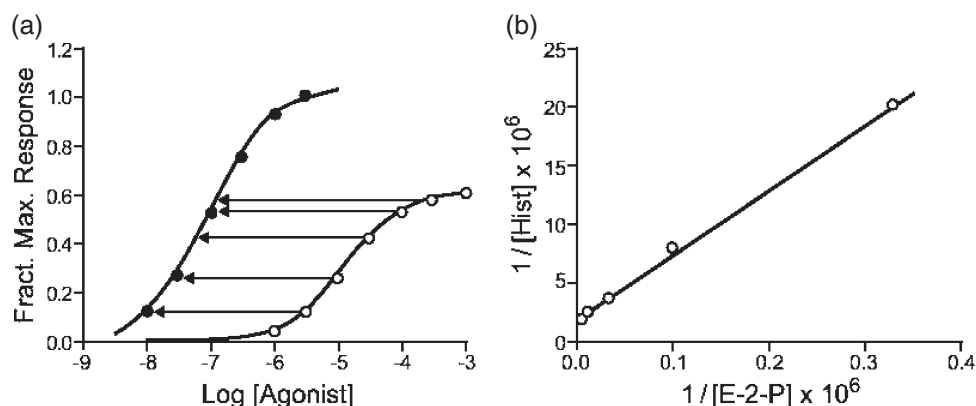 (a)
1.2
1.0
0.8
0.6
0.4
0.2
0.0
-9 -8 -7 -6 -5 -4 -3
Log [Agonist]
Fract. Max. Response
(b)
25
20
15
10
5
0
0.0 0.1 0.2 0.3 0.4
1 / [E-2-P] x 10⁶
1 / [Hist] x 10⁶